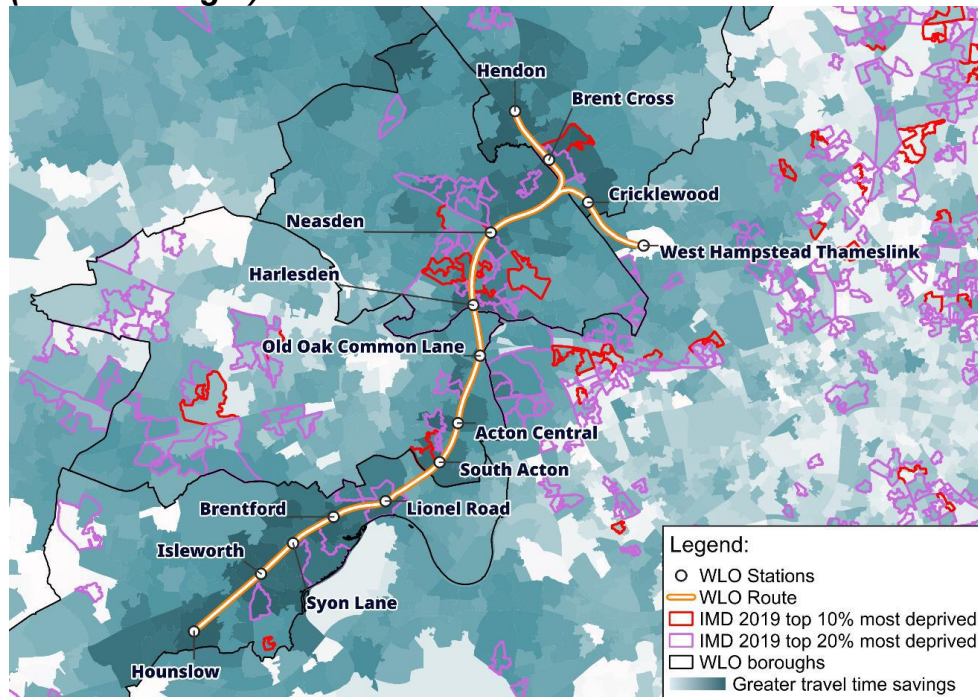 Hendon
Brent Cross
Cricklewood
Neasden
West Hampstead Thameslink
Harlesden
Old Oak Common Lane
Acton Central
South Acton
Brentford
Lionel Road
Isleworth
Syon Lane
Hounslow
Legend:
WLO Stations
WLO Route
IMD 2019 top 10% most deprived
IMD 2019 top 20% most deprived
WLO boroughs
Greater travel time savings